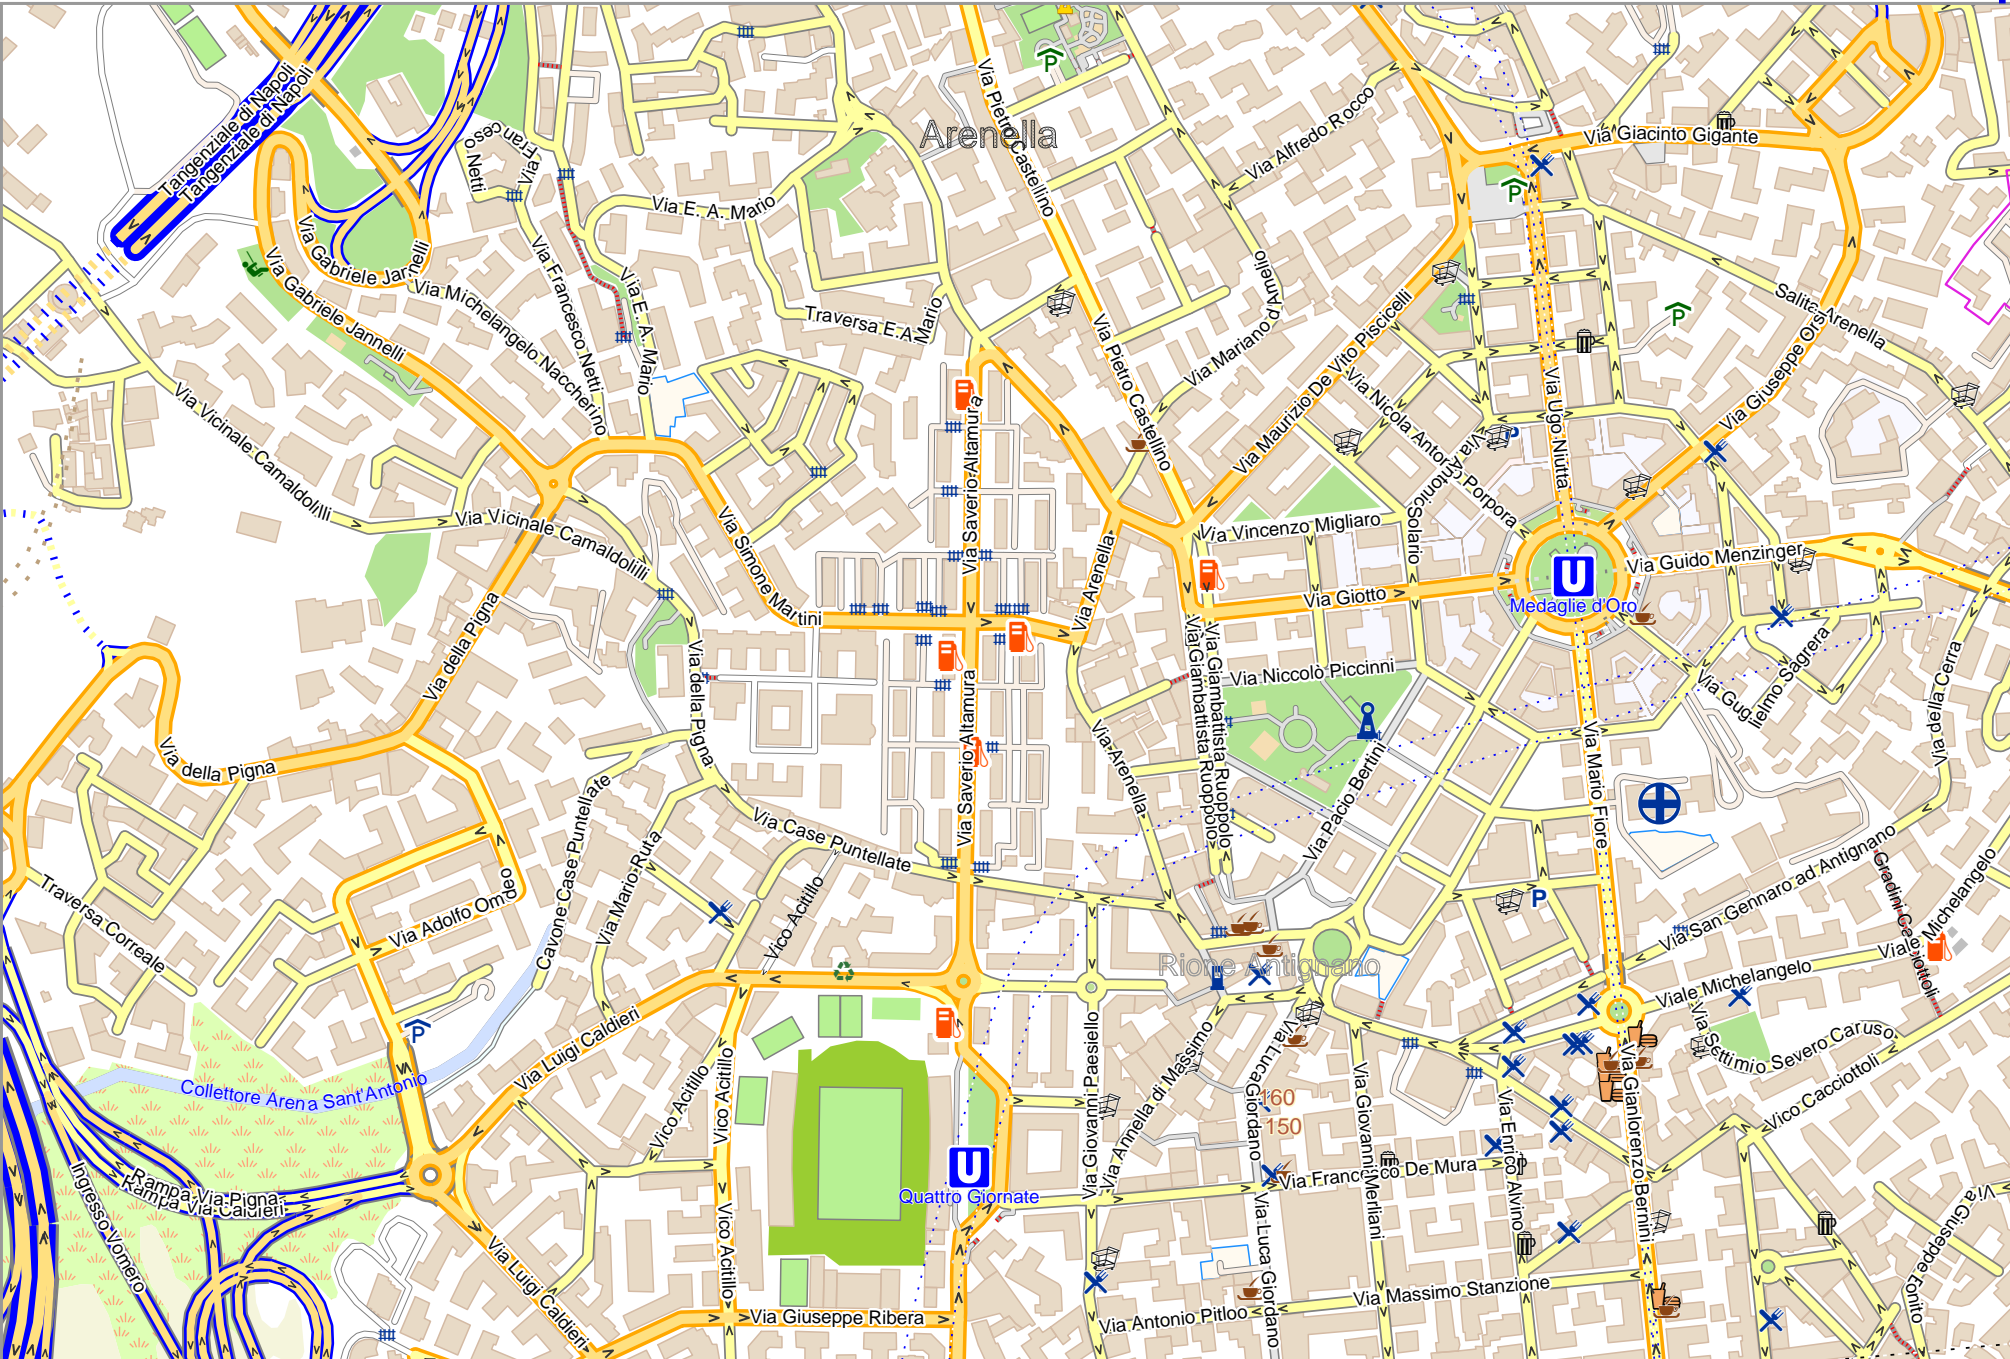 Tangenziale di Napoli
Tangenziale di Napoli
Via Pietro Castellino
Arenella
Via Alfredo Rocco
Via Giacinto Gigante
Via Francesco Netti
Via E. A. Mario
Via Gabriele Jannelli
Via Gabriele Jannelli
Via Michelangelo Naccherino
Via Francesco Netti
Via E. A. Mario
Traversa E.A. Mario
Via Mariano d'Amelio
Via Pietro Castellino
Via Maurizio De Vito Piscicelli
Salita Arenella
Via Giuseppe Orsi
Via Nicola Antonio Porpora
Via Ugo Niutta
Via Antonio Solario
Via Vicinale Camaldolilli
Via Vicinale Camaldolilli
Via Saverio Altamura
Via Simone Martini
Via Arenella
Via Vincenzo Migliaro
Via Guido Menzinger
Via Giotto
Medaglie d'Oro
Via della Pigna
Via della Pigna
Via della Pigna
Via Niccolò Piccinni
Via Giambattista Ruoppolo
Via Giambattista Ruoppolo
Via Guglielmo Sagrera
Via Pacio Bertini
Via Mario Fiore
Via Saverio Altamura
Via Arenella
Via Case Puntellate
Cavone Case Puntellate
Via Mario Ruta
Vico Acitillo
Via Adolfo Omodeo
Traversa Correale
Via San Gennaro ad Antignano
Viale Michelangelo
Viale Michelangelo
Rione Antignano
Via Luigi Caldieri
Vico Acitillo
Vico Acitillo
Vico Acitillo
Collettore Arena Sant'Antonio
Via Giovanni Paesiello
Via Annella di Massimo
Via Luca Giordano
160
150
Via Giovanni Merliani
Via Enrico Alvino
Via Gianlorenzo Bernini
Via Settimio Severo Caruso
Vico Cacciottoli
Via Francesco De Mura
Quattro Giornate
Rampa Via Pigna
Rampa Via Caldieri
Ingresso Vomero
Via Luigi Caldieri
Via Giuseppe Ribera
Via Antonio Pitloo
Via Luca Giordano
Via Massimo Stanzione